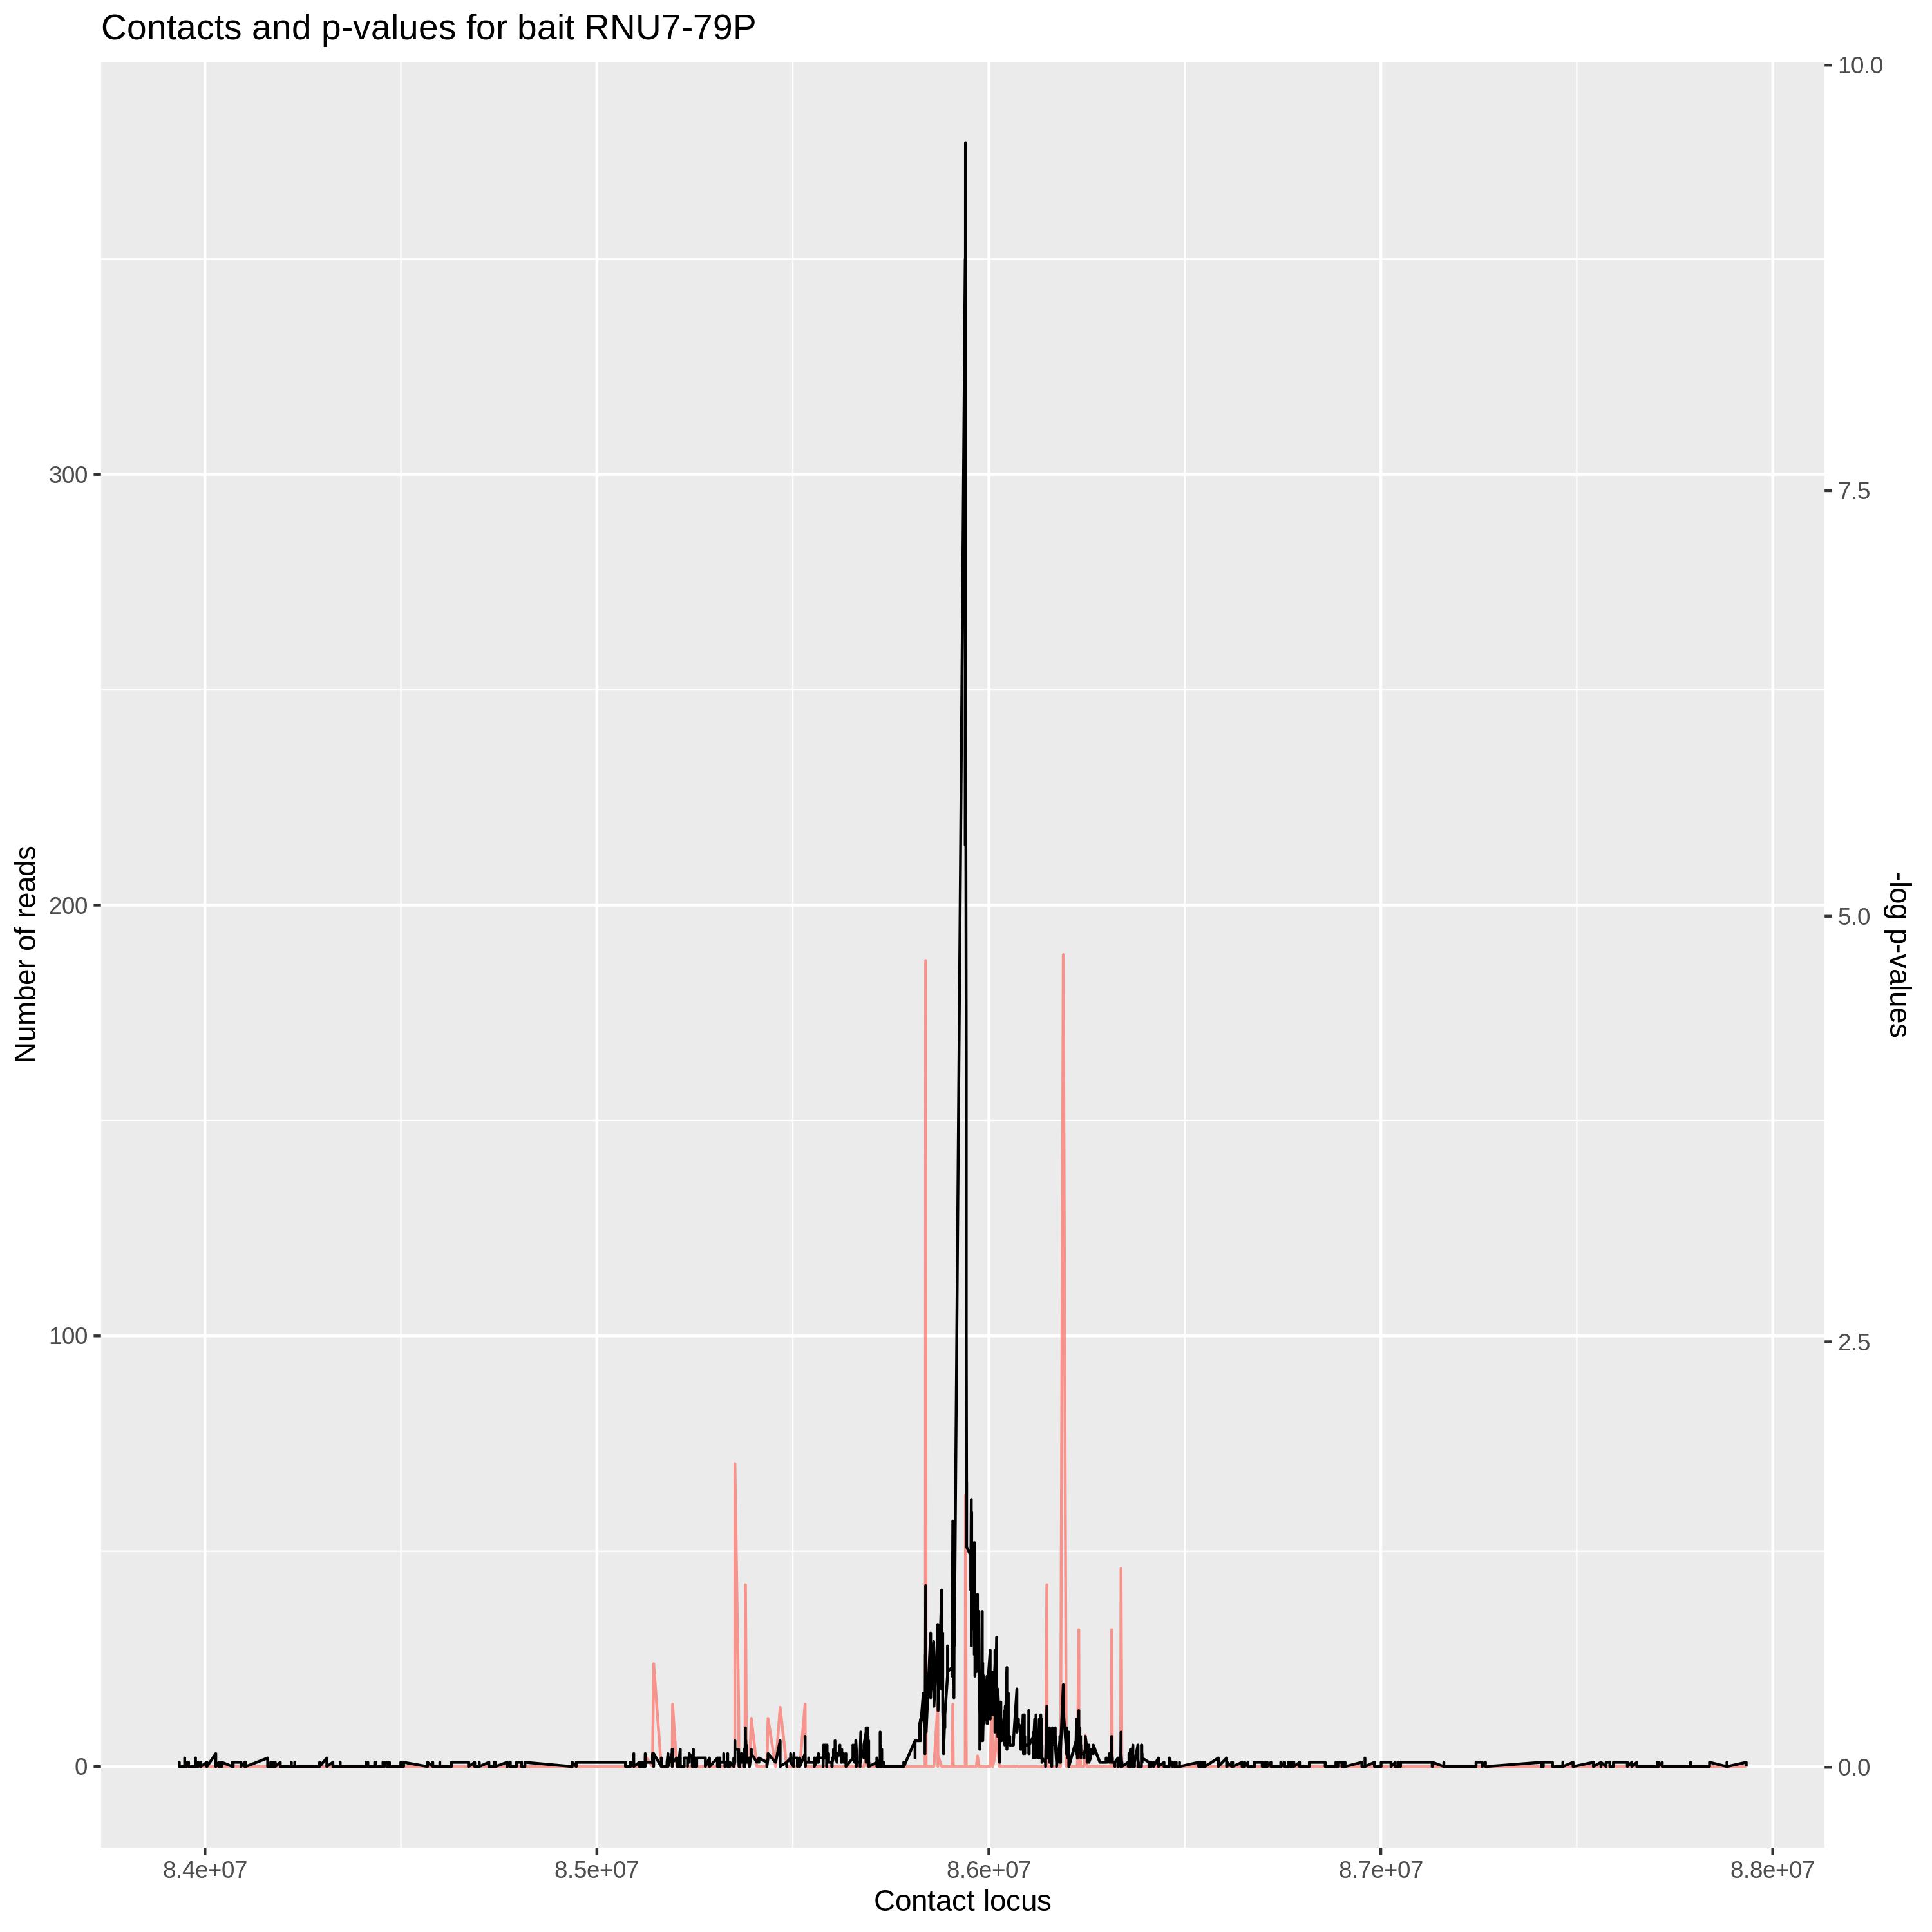 Contacts and p-values for bait RNU7-79P
10.0
7.5
5.0
2.5
0.0
300
200
100
0
Number of reads
-log p-values
8.4e+07
8.5e+07
8.6e+07
8.7e+07
8.8e+07
Contact locus